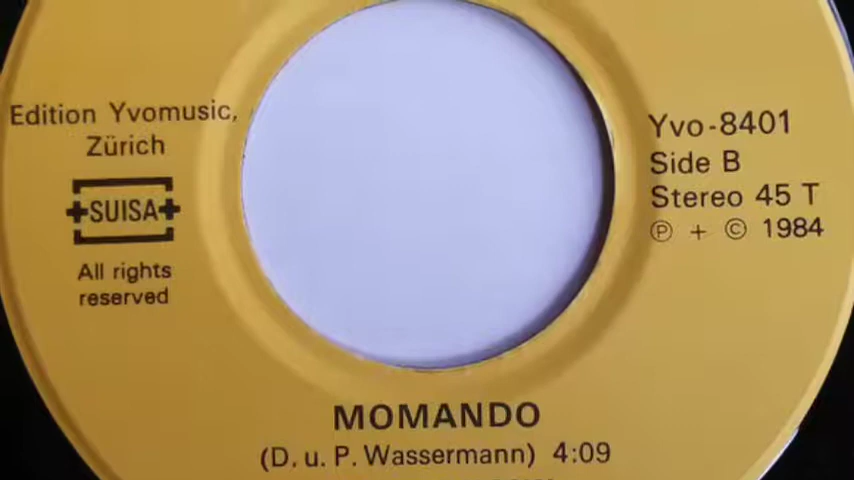 Edition Yvomusic,
Zürich
SUISA
All rights
reserved
Yvo-8401
Side B
Stereo 45 T
Ⓟ + © 1984
MOMANDO
(D. u. P. Wassermann) 4:09